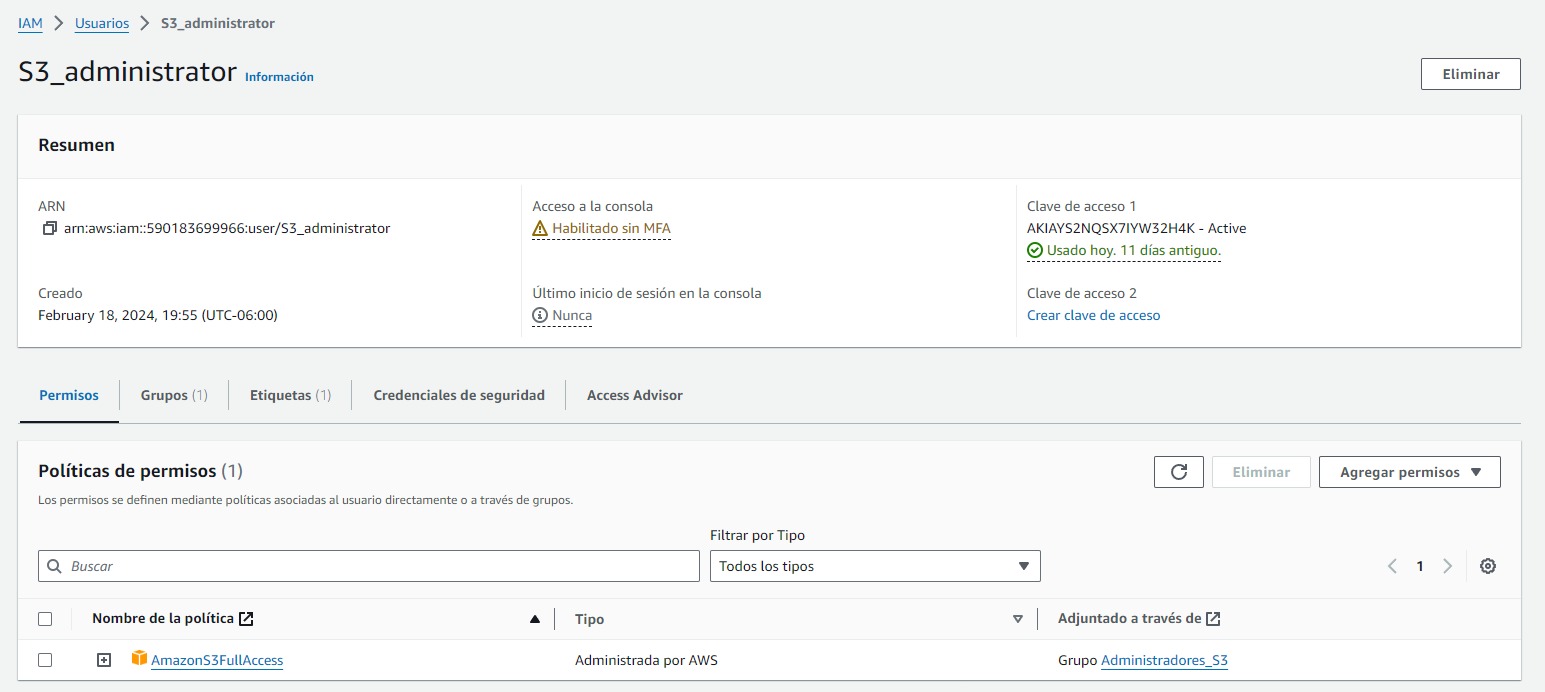 IAM > Usuarios > S3_administrator
S3_administrator Información
Eliminar
Resumen
ARN
arn:aws:iam::590183699966:user/S3_administrator
Creado
February 18, 2024, 19:55 (UTC-06:00)
Acceso a la consola
Habilitado sin MFA
Último inicio de sesión en la consola
Nunca
Clave de acceso 1
AKIAYS2NQSX7IYW32H4K - Active
Usado hoy. 11 días antiguo.
Clave de acceso 2
Crear clave de acceso
Permisos
Grupos (1)
Etiquetas (1)
Credenciales de seguridad
Access Advisor
Políticas de permisos (1)
Los permisos se definen mediante políticas asociadas al usuario directamente o a través de grupos.
Eliminar
Agregar permisos
Filtrar por Tipo
Buscar
Todos los tipos
1
Nombre de la política
Tipo
Adjuntado a través de
AmazonS3FullAccess
Administrada por AWS
Grupo Administradores_S3